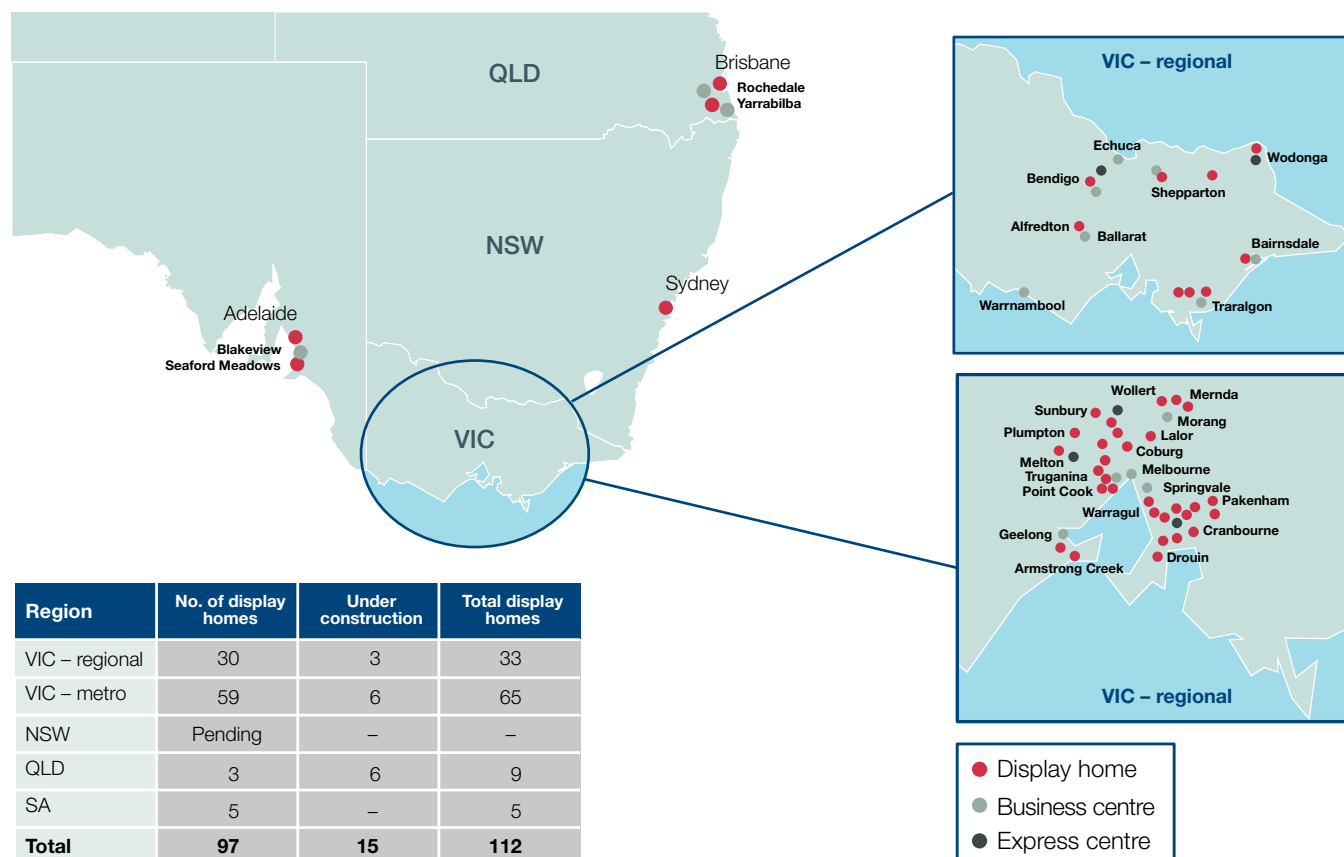 QLD
Brisbane
Rochedale
Yarrabilba
NSW
Sydney
Adelaide
Blakeview
Seaford Meadows
VIC
VIC – regional
Echuca
Wodonga
Bendigo
Shepparton
Alfredton
Ballarat
Bairnsdale
Warrnambool
Traralgon
Wollert
Mernda
Sunbury
Morang
Plumpton
Lalor
Coburg
Melton
Melbourne
Truganina
Springvale
Point Cook
Pakenham
Warragul
Cranbourne
Geelong
Drouin
Armstrong Creek
VIC – regional
Region No. of display homes Under construction Total display homes
VIC – regional 30 3 33
VIC – metro 59 6 65
NSW Pending – –
QLD 3 6 9
SA 5 – 5
Total 97 15 112
Display home
Business centre
Express centre